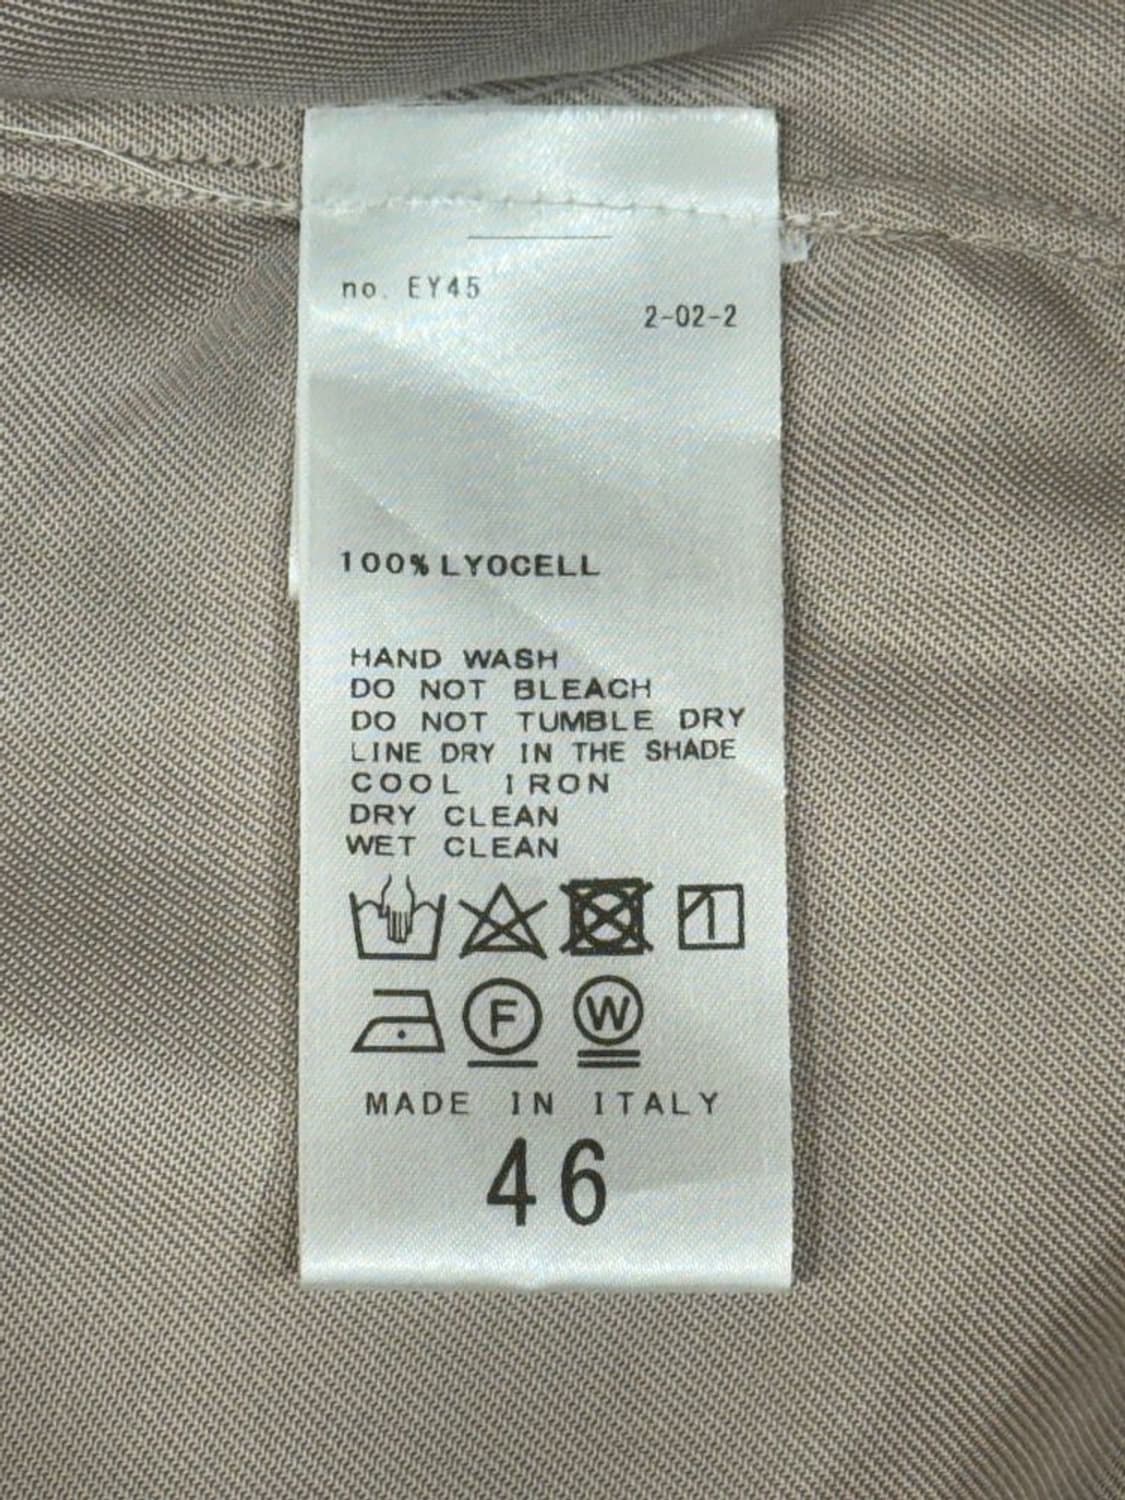 no. EY45
2-02-2
100% LYOCELL
HAND WASH
DO NOT BLEACH
DO NOT TUMBLE DRY
LINE DRY IN THE SHADE
COOL IRON
DRY CLEAN
WET CLEAN
F W
MADE IN ITALY
46